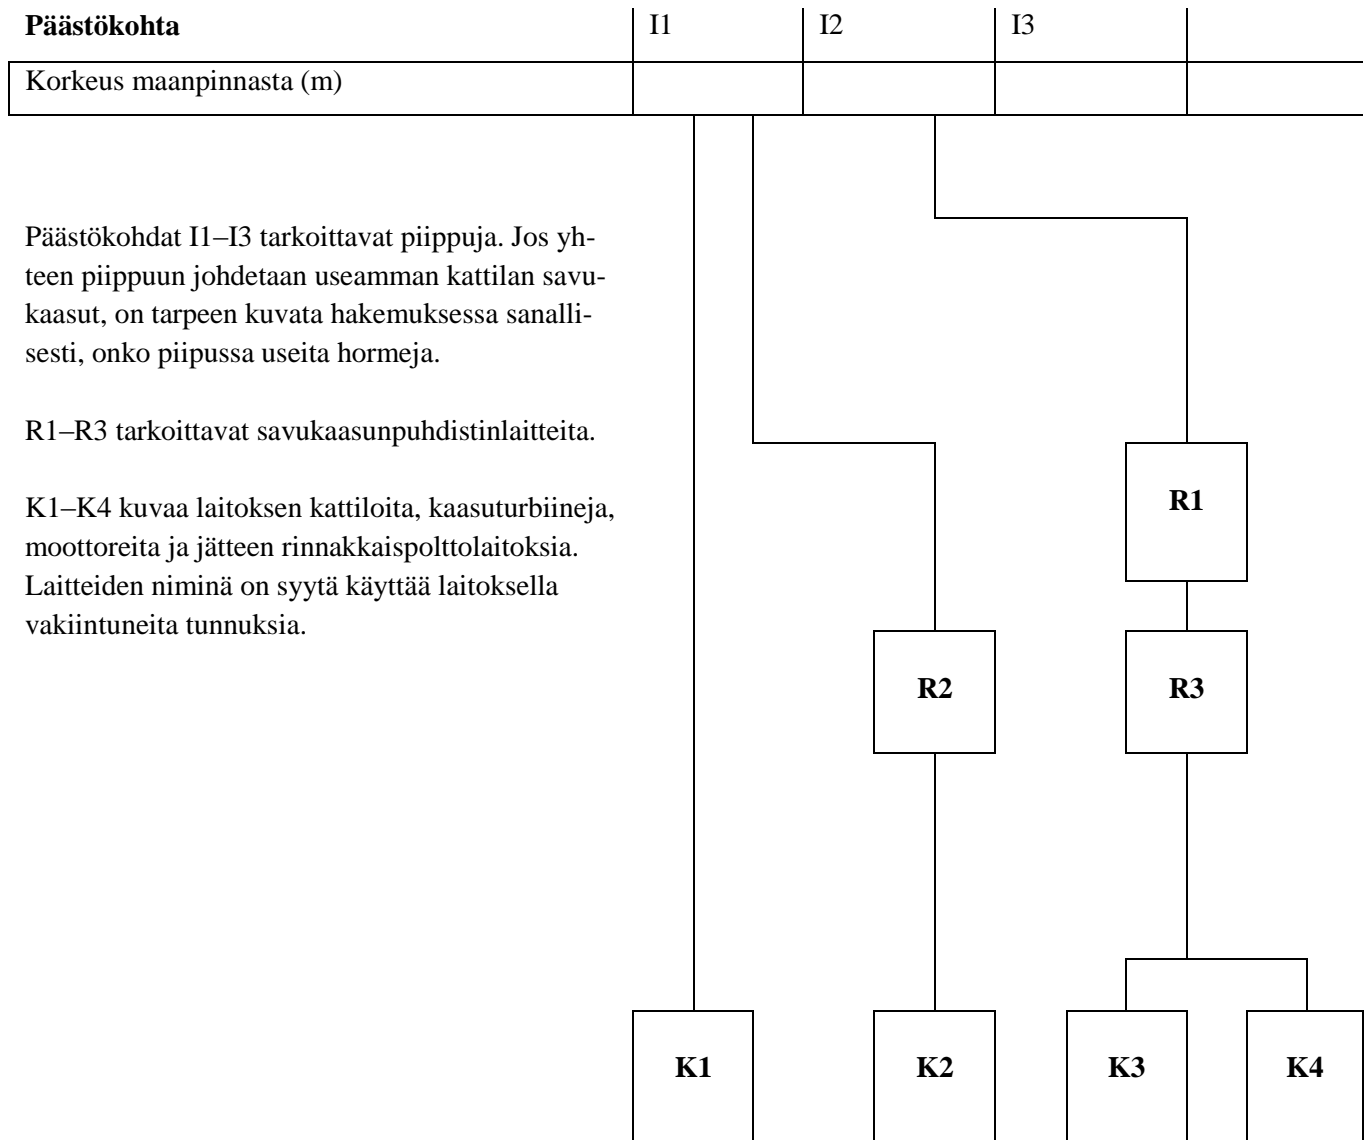 Päästökohta I1 I2 I3
Korkeus maanpinnasta (m)
Päästökohdat I1–I3 tarkoittavat piippuja. Jos yh-
teen piippuun johdetaan useamman kattilan savu-
kaasut, on tarpeen kuvata hakemuksessa sanalli-
sesti, onko piipussa useita hormeja.
R1–R3 tarkoittavat savukaasunpuhdistinlaitteita.
K1–K4 kuvaa laitoksen kattiloita, kaasuturbiineja,
moottoreita ja jätteen rinnakkaispolttolaitoksia.
Laitteiden niminä on syytä käyttää laitoksella
vakiintuneita tunnuksia.
R1
R2 R3
K1 K2 K3 K4